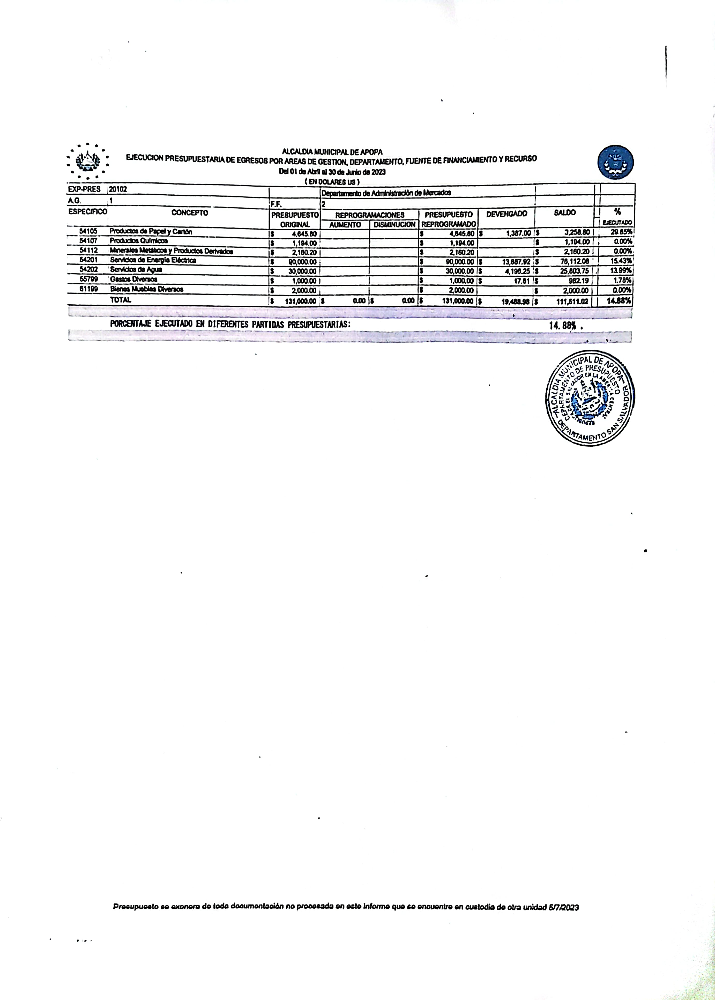 ALCALDIA MUNICIPAL DE APOPA
EJECUCION PRESUPUESTARIA DE EGRESOS POR AREAS DE GESTION, DEPARTAMENTO, FUENTE DE FINANCIAMIENTO Y RECURSO
Del 01 de Abril al 30 de Junio de 2023
( EN DOLARES US )
EXP-PRES 20102 Departamento de Administración de Mercados
A.G. 1 F.F. 2
ESPECIFICO CONCEPTO PRESUPUESTO REPROGRAMACIONES PRESUPUESTO DEVENGADO SALDO %
ORIGINAL AUMENTO DISMINUCION REPROGRAMADO EJECUTADO
54105 Productos de Papel y Cartón $ 4,645.80 $ 4,645.80 $ 1,387.00 $ 3,258.80 29.85%
54107 Productos Químicos $ 1,194.00 $ 1,194.00 $ 1,194.00 0.00%
54112 Minerales Metálicos y Productos Derivados $ 2,160.20 $ 2,160.20 $ 2,160.20 0.00%
54201 Servicios de Energía Eléctrica $ 90,000.00 $ 90,000.00 $ 13,887.92 $ 76,112.08 15.43%
54202 Servicios de Agua $ 30,000.00 $ 30,000.00 $ 4,196.25 $ 25,803.75 13.99%
55799 Gastos Diversos $ 1,000.00 $ 1,000.00 $ 17.81 $ 982.19 1.78%
61199 Bienes Muebles Diversos $ 2,000.00 $ 2,000.00 $ 2,000.00 0.00%
TOTAL $ 131,000.00 $ 0.00 $ 0.00 $ 131,000.00 $ 19,488.98 $ 111,511.02 14.88%
PORCENTAJE EJECUTADO EN DIFERENTES PARTIDAS PRESUPUESTARIAS: 14.88%
ALCALDIA MUNICIPAL DE APOPA
DEPARTAMENTO DE PRESUPUESTO
EL SALVADOR EN LA AMERICA CENTRAL
DEPARTAMENTO SAN SALVADOR
Presupuesto se exonera de toda documentación no procesada en este informe que se encuentre en custodia de otra unidad 5/7/2023